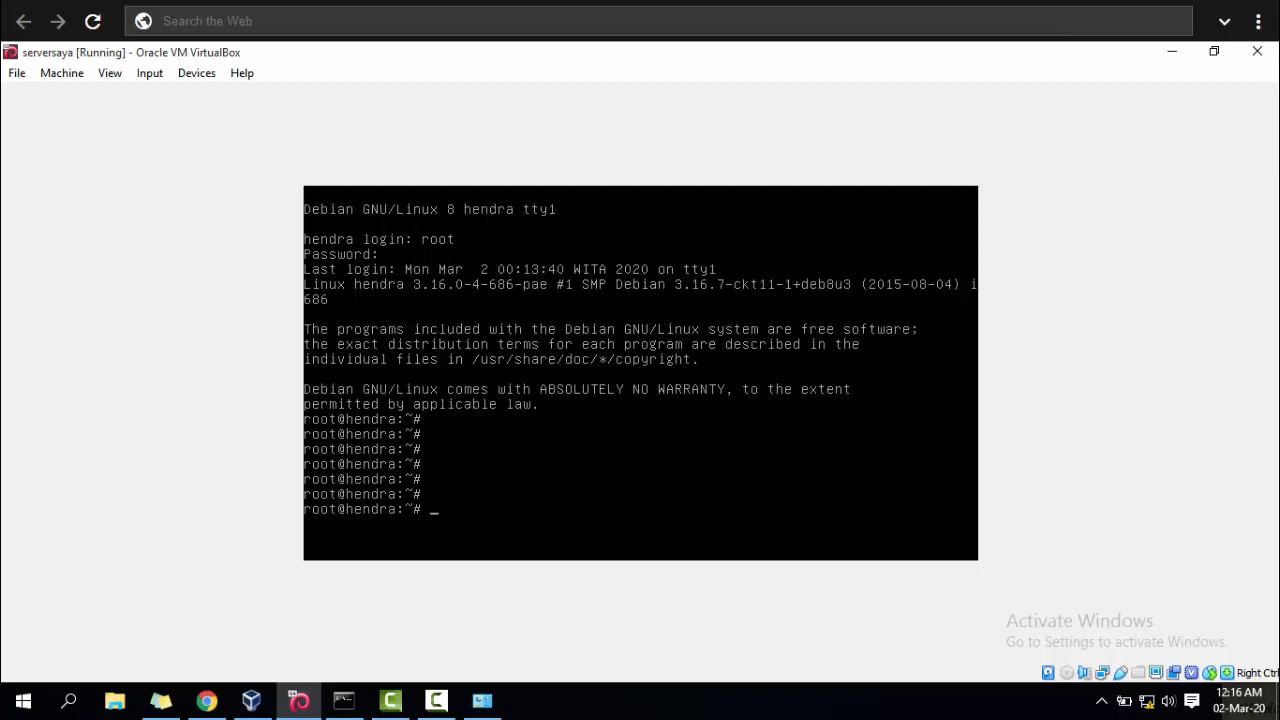 Search the Web
serversaya [Running] - Oracle VM VirtualBox
File Machine View Input Devices Help
Debian GNU/Linux 8 hendra tty1
hendra login: root
Password:
Last login: Mon Mar  2 00:13:40 WITA 2020 on tty1
Linux hendra 3.16.0-4-686-pae #1 SMP Debian 3.16.7-ckt11-1+deb8u3 (2015-08-04) i
686
The programs included with the Debian GNU/Linux system are free software;
the exact distribution terms for each program are described in the
individual files in /usr/share/doc/*/copyright.
Debian GNU/Linux comes with ABSOLUTELY NO WARRANTY, to the extent
permitted by applicable law.
root@hendra:~#
root@hendra:~#
root@hendra:~#
root@hendra:~#
root@hendra:~#
root@hendra:~#
root@hendra:~# _
Activate Windows
Go to Settings to activate Windows.
Right Ctrl
12:16 AM
02-Mar-20